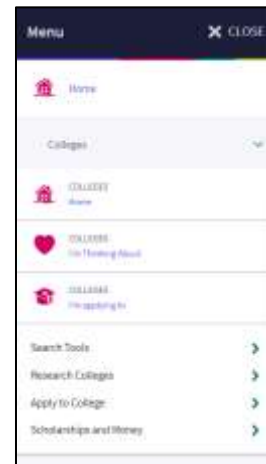 Menu
CLOSE
Home
Colleges
COLLEGES
Home
COLLEGES
I'm Thinking About
COLLEGES
I'm applying to
Search Tools
Research Colleges
Apply to College
Scholarships and Money